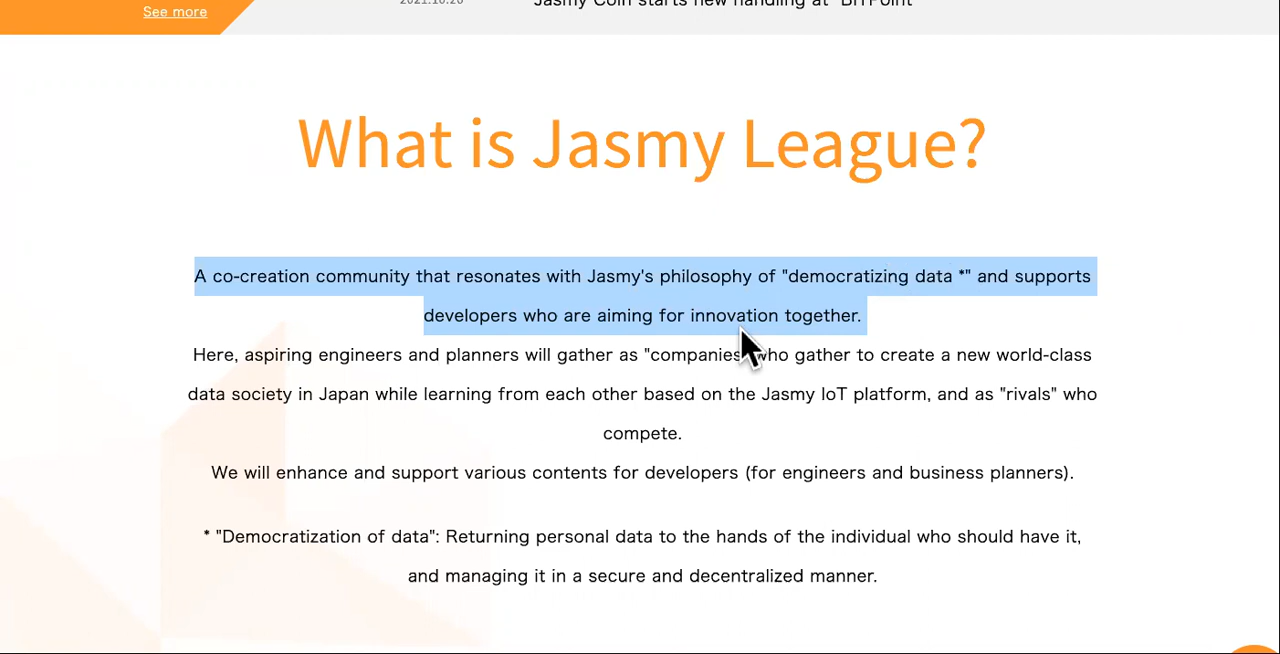 See more
2021.10.26
Jasmy Coin starts new handling at "BITPoint"
What is Jasmy League?
A co-creation community that resonates with Jasmy's philosophy of "democratizing data *" and supports
developers who are aiming for innovation together.
Here, aspiring engineers and planners will gather as "companies who gather to create a new world-class
data society in Japan while learning from each other based on the Jasmy IoT platform, and as "rivals" who
compete.
We will enhance and support various contents for developers (for engineers and business planners).
* "Democratization of data": Returning personal data to the hands of the individual who should have it,
and managing it in a secure and decentralized manner.